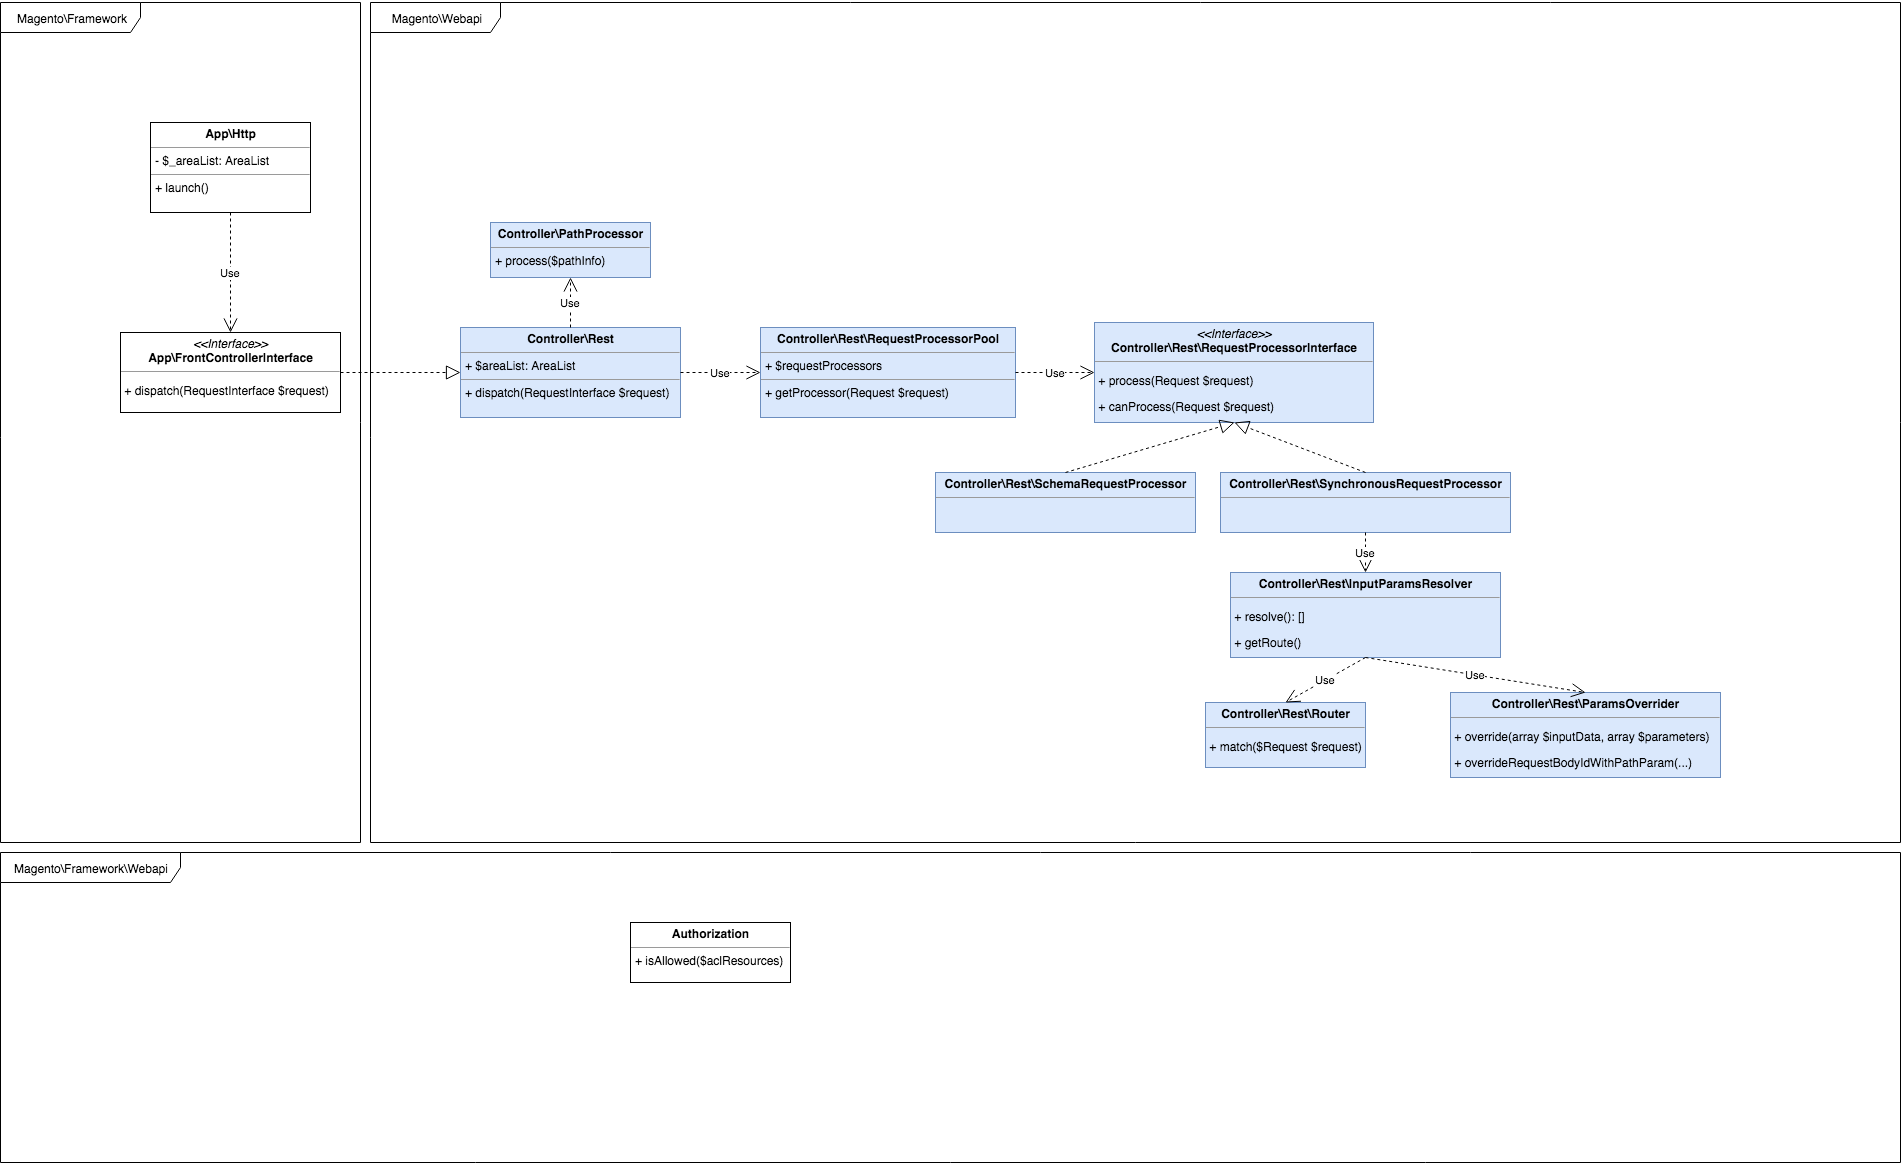 Magento\Framework
Magento\Webapi
App\Http
- $_areaList: AreaList
+ launch()
Use
<<Interface>>
App\FrontControllerInterface
+ dispatch(RequestInterface $request)
Controller\PathProcessor
+ process($pathInfo)
Use
Controller\Rest
+ $areaList: AreaList
+ dispatch(RequestInterface $request)
Use
Controller\Rest\RequestProcessorPool
+ $requestProcessors
+ getProcessor(Request $request)
Use
<<Interface>>
Controller\Rest\RequestProcessorInterface
+ process(Request $request)
+ canProcess(Request $request)
Controller\Rest\SchemaRequestProcessor
Controller\Rest\SynchronousRequestProcessor
Use
Controller\Rest\InputParamsResolver
+ resolve(): []
+ getRoute()
Use
Use
Controller\Rest\Router
+ match($Request $request)
Controller\Rest\ParamsOverrider
+ override(array $inputData, array $parameters)
+ overrideRequestBodyIdWithPathParam(...)
Magento\Framework\Webapi
Authorization
+ isAllowed($aclResources)